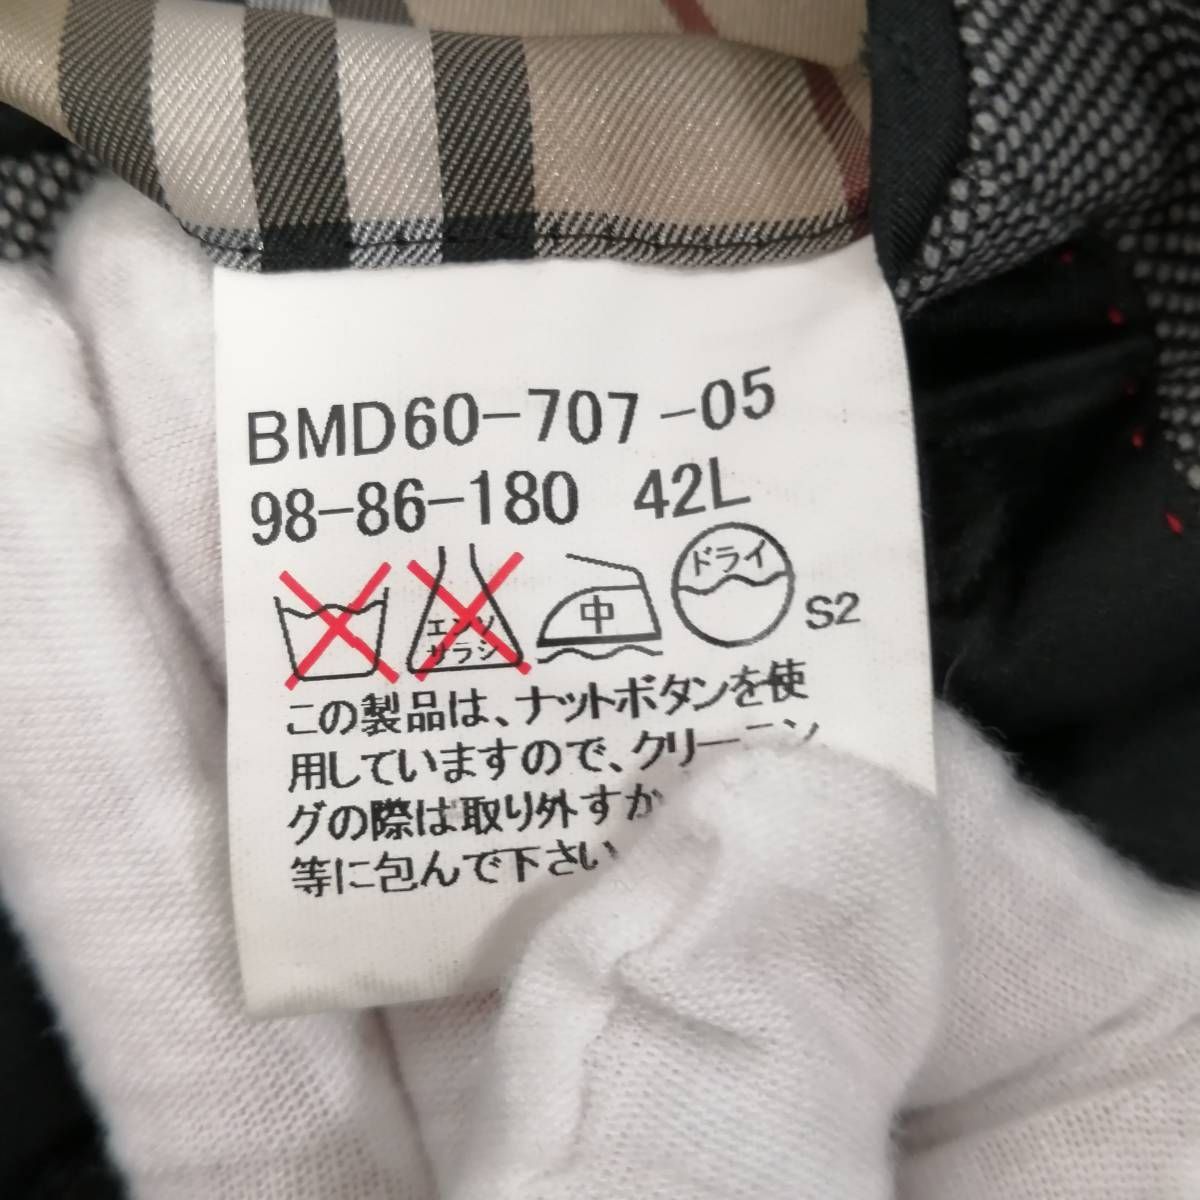 BMD60-707-05
98-86-180 42L
エンソ
サラシ
中
ドライ
S2
この製品は、ナットボタンを使
用していますので、クリーニン
グの際は取り外すか
等に包んで下さい